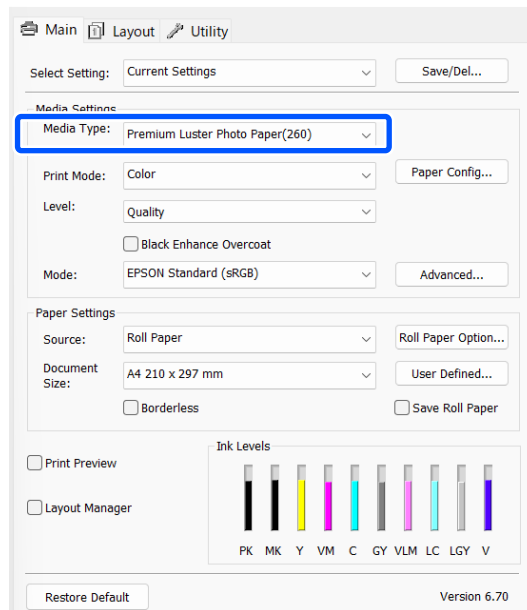 Main Layout Utility
Select Setting: Current Settings Save/Del...
Media Settings
Media Type: Premium Luster Photo Paper(260)
Print Mode: Color Paper Config...
Level: Quality
Black Enhance Overcoat
Mode: EPSON Standard (sRGB) Advanced...
Paper Settings
Source: Roll Paper Roll Paper Option...
Document
Size: A4 210 x 297 mm User Defined...
Borderless Save Roll Paper
Ink Levels
Print Preview
Layout Manager
PK MK Y VM C GY VLM LC LGY V
Restore Default Version 6.70